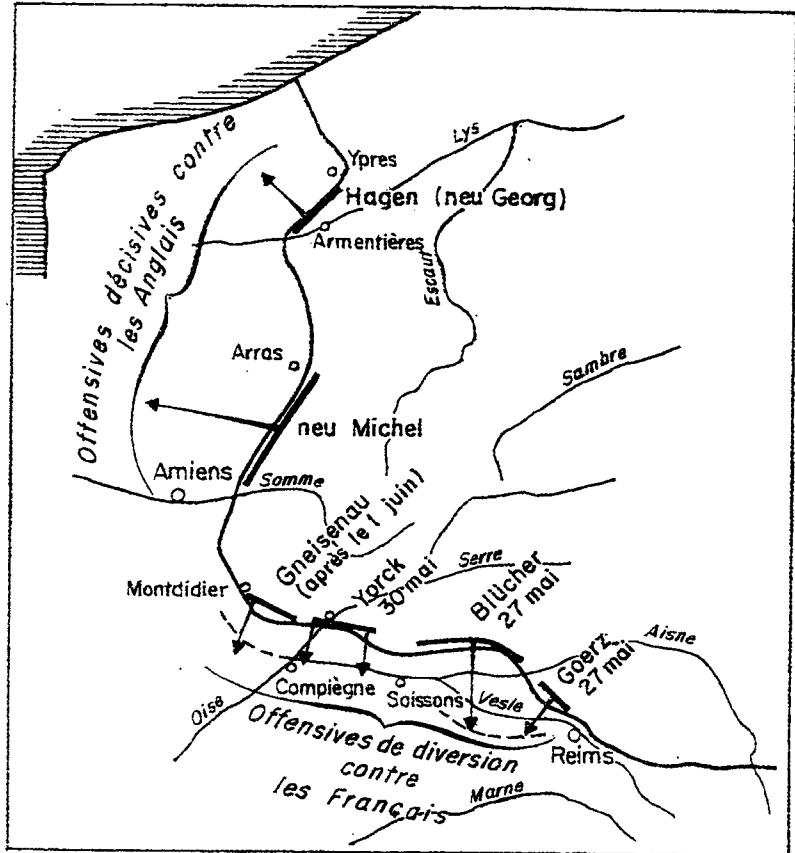 Offensives décisives contre
les Anglais
Ypres
Lys
Hagen (neu Georg)
Armentières
Escaut
Arras
Sambre
neu Michel
Amiens
Somme
Gneisenau
(après le 1 juin)
Yorck
30 mai
Serre
Blücher
27 mai
Montdidier
Goerz
27 mai
Aisne
Compiègne
Soissons
Vesle
Oise
Reims
Offensives de diversion
contre
les Français
Marne